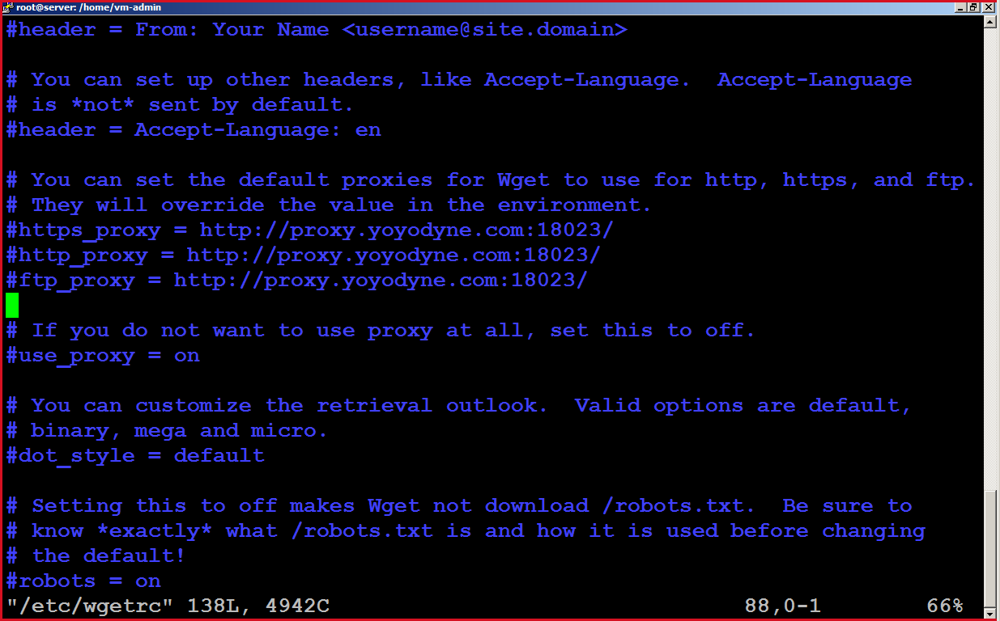 root@server: /home/vm-admin
#header = From: Your Name <username@site.domain>
# You can set up other headers, like Accept-Language.  Accept-Language
# is *not* sent by default.
#header = Accept-Language: en
# You can set the default proxies for Wget to use for http, https, and ftp.
# They will override the value in the environment.
#https_proxy = http://proxy.yoyodyne.com:18023/
#http_proxy = http://proxy.yoyodyne.com:18023/
#ftp_proxy = http://proxy.yoyodyne.com:18023/
# If you do not want to use proxy at all, set this to off.
#use_proxy = on
# You can customize the retrieval outlook.  Valid options are default,
# binary, mega and micro.
#dot_style = default
# Setting this to off makes Wget not download /robots.txt.  Be sure to
# know *exactly* what /robots.txt is and how it is used before changing
# the default!
#robots = on
"/etc/wgetrc" 138L, 4942C 88,0-1 66%